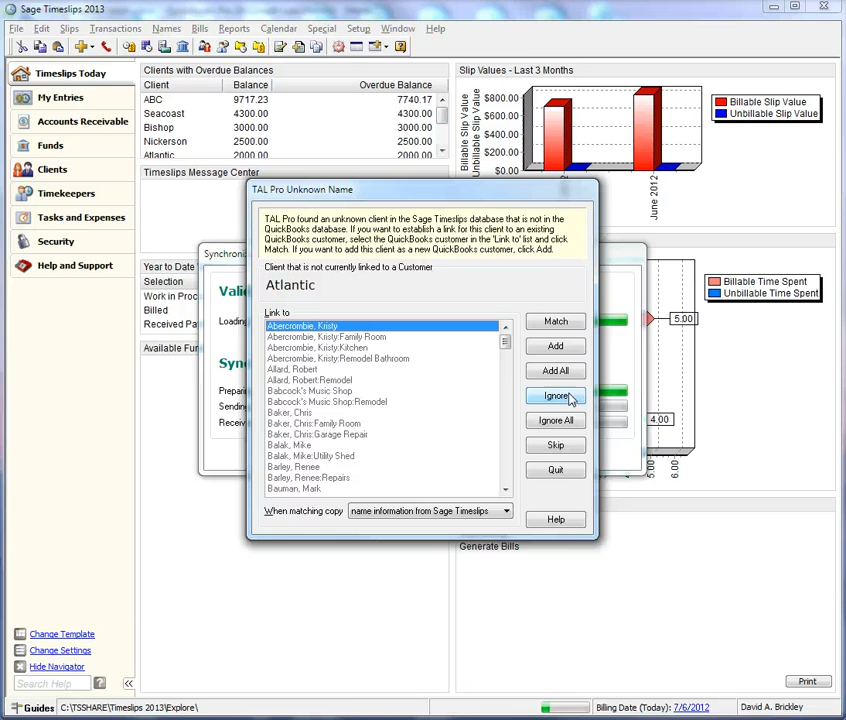 Sage Timeslips 2013
File Edit Slips Transactions Names Bills Reports Calendar Special Setup Window Help
Timeslips Today
My Entries
Accounts Receivable
Funds
Clients
Timekeepers
Tasks and Expenses
Security
Help and Support
Change Template
Change Settings
Hide Navigator
Search Help
Clients with Overdue Balances
Client Balance Overdue Balance
ABC 9717.23 7740.17
Seacoast 4300.00 4300.00
Bishop 3000.00 3000.00
Nickerson 2500.00 2500.00
Atlantic 2000.00 2000.00
Timeslips Message Center
Year to Date
Selection
Work in Proc
Billed
Received Pa
Available Fun
Slip Values - Last 3 Months
Billable Slip Value
Unbillable Slip Value
$800.00
$600.00
$400.00
$200.00
$0.00
June 2012
Billable Slip Value
Unbillable Slip Value
Billable Time Spent
Unbillable Time Spent
5.00
4.00
5.00
6.00
Generate Bills
Print
Synchronis
Valid
Loading
Sync
Preparin
Sending
Receivi
TAL Pro Unknown Name
TAL Pro found an unknown client in the Sage Timeslips database that is not in the
QuickBooks database. If you want to establish a link for this client to an existing
QuickBooks customer, select the QuickBooks customer in the 'Link to' list and click
Match. If you want to add this client as a new QuickBooks customer, click Add.
Client that is not currently linked to a Customer
Atlantic
Link to
Abercrombie, Kristy
Abercrombie, Kristy:Family Room
Abercrombie, Kristy:Kitchen
Abercrombie, Kristy:Remodel Bathroom
Allard, Robert
Allard, Robert:Remodel
Babcock's Music Shop
Babcock's Music Shop:Remodel
Baker, Chris
Baker, Chris:Family Room
Baker, Chris:Garage Repair
Balak, Mike
Balak, Mike:Utility Shed
Barley, Renee
Barley, Renee:Repairs
Bauman, Mark
Match
Add
Add All
Ignore
Ignore All
Skip
Quit
Help
When matching copy name information from Sage Timeslips
Guides C:\TSSHARE\Timeslips 2013\Explore\ Billing Date (Today): 7/6/2012 David A. Brickley